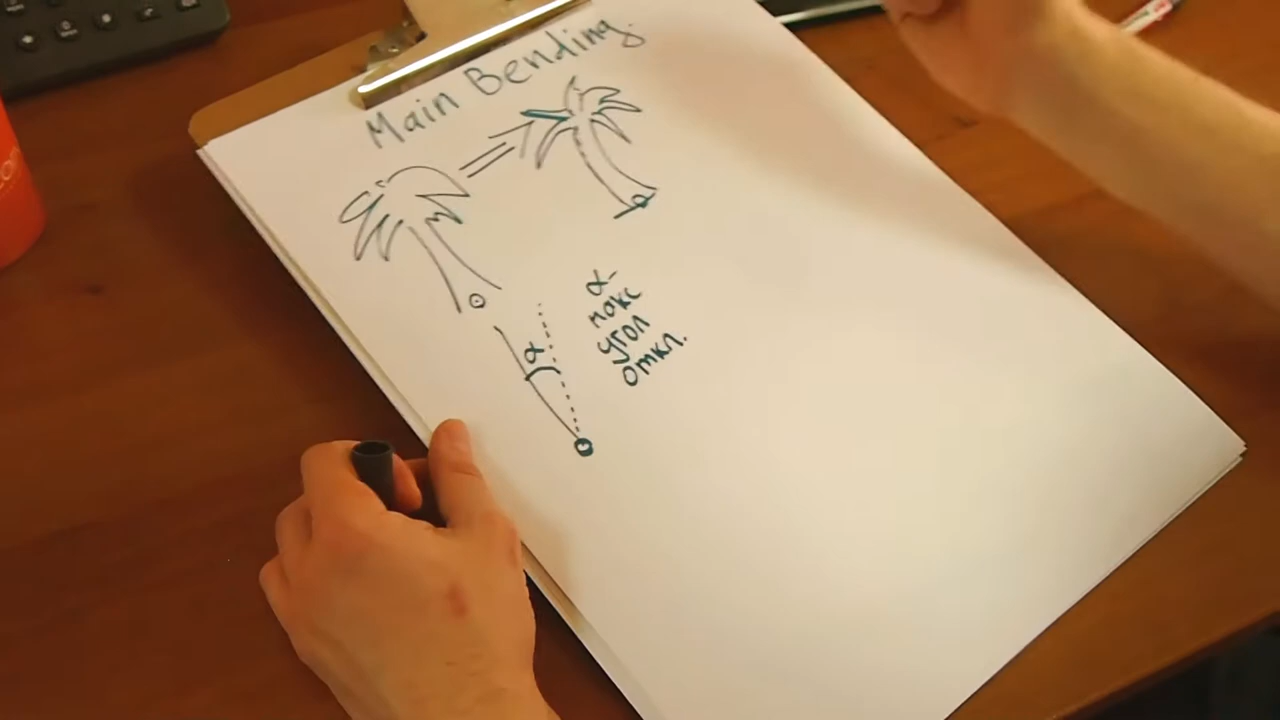 Main Bending.
α
α-
макс
угол
откл.